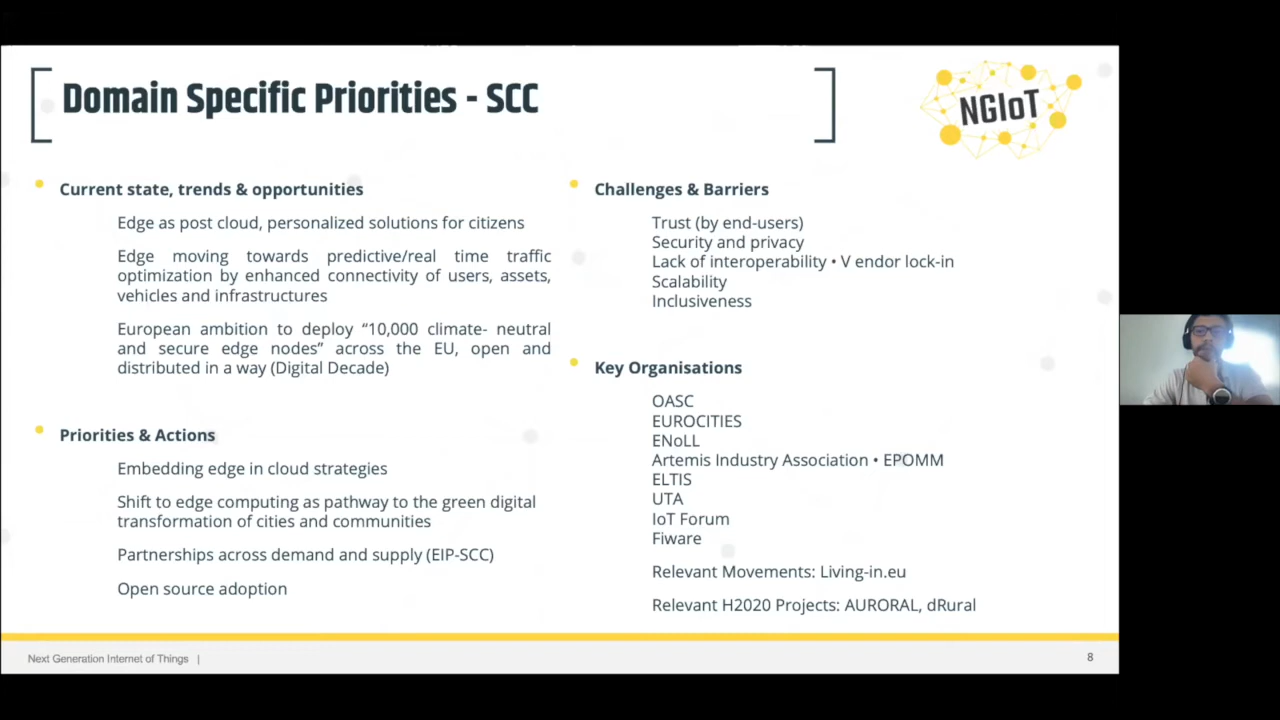 Domain Specific Priorities - SCC
NGIoT
Current state, trends & opportunities
Edge as post cloud, personalized solutions for citizens
Edge moving towards predictive/real time traffic
optimization by enhanced connectivity of users, assets,
vehicles and infrastructures
European ambition to deploy “10,000 climate- neutral
and secure edge nodes” across the EU, open and
distributed in a way (Digital Decade)
Priorities & Actions
Embedding edge in cloud strategies
Shift to edge computing as pathway to the green digital
transformation of cities and communities
Partnerships across demand and supply (EIP-SCC)
Open source adoption
Challenges & Barriers
Trust (by end-users)
Security and privacy
Lack of interoperability • V endor lock-in
Scalability
Inclusiveness
Key Organisations
OASC
EUROCITIES
ENoLL
Artemis Industry Association • EPOMM
ELTIS
UTA
IoT Forum
Fiware
Relevant Movements: Living-in.eu
Relevant H2020 Projects: AURORAL, dRural
Next Generation Internet of Things |
8